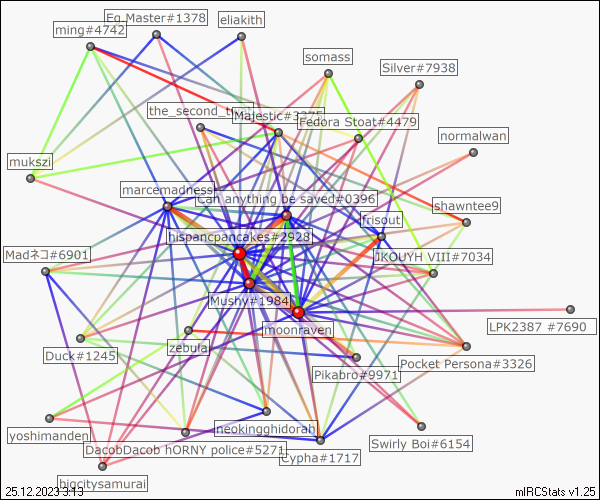 Eg Master#1378
eliakith
ming#4742
somass
Silver#7938
the_second_
Majestic#3375
Fedora Stoat#4479
normalwan
mukszi
marcemadness
Can anything be saved#0396
shawntee9
frisout
hispancpancakes#2928
Madネコ#6901
JKOUYH VIII#7034
Mushy#1984
moonraven
LPK2387 #7690
zebula
Duck#1245
Pocket Persona#3326
Pikabro#9971
yoshimanden
neokingghidorah
Swirly Boi#6154
DacobDacob hORNY police#5271
Cypha#1717
bigcitysamurai
25.12.2023 3:13
mIRCStats v1.25